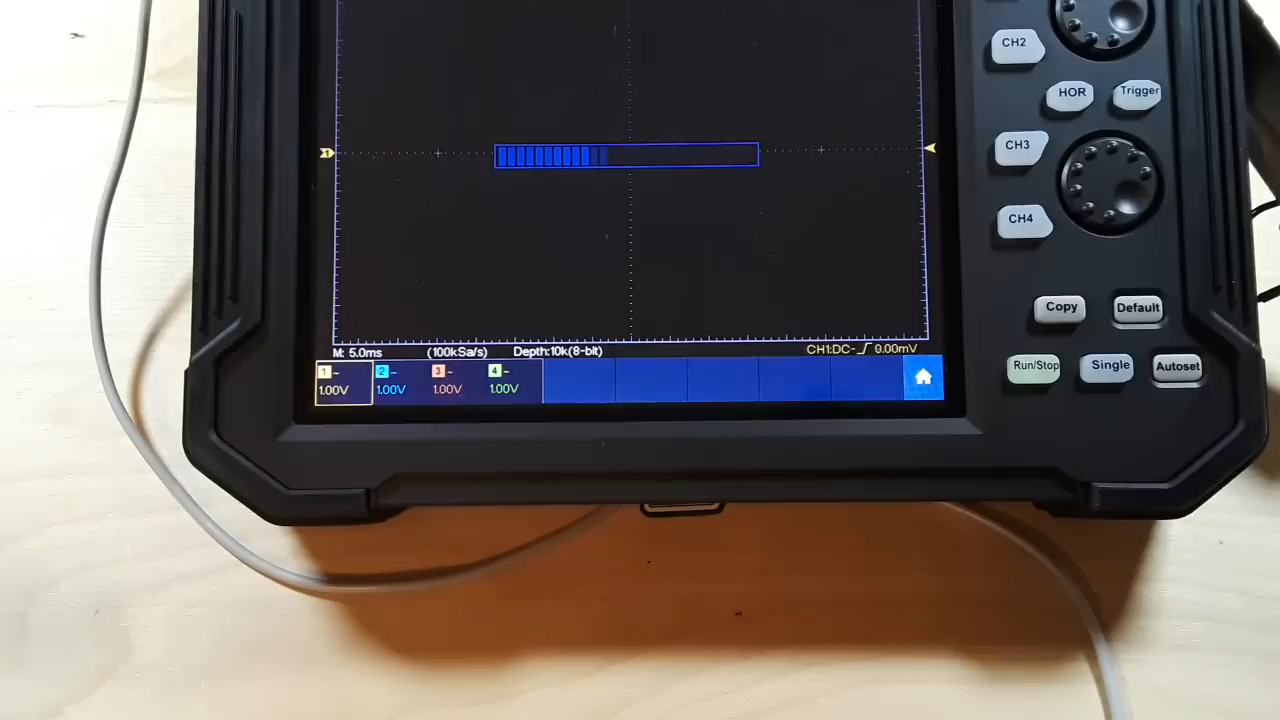 CH2
HOR
Trigger
1
CH3
CH4
Copy
Default
M: 5.0ms (100kSa/s) Depth:10k(8-bit) CH1:DC- 0.00mV
1~ 2~ 3~ 4~
1.00V 1.00V 1.00V 1.00V
Run/Stop
Single
Autoset